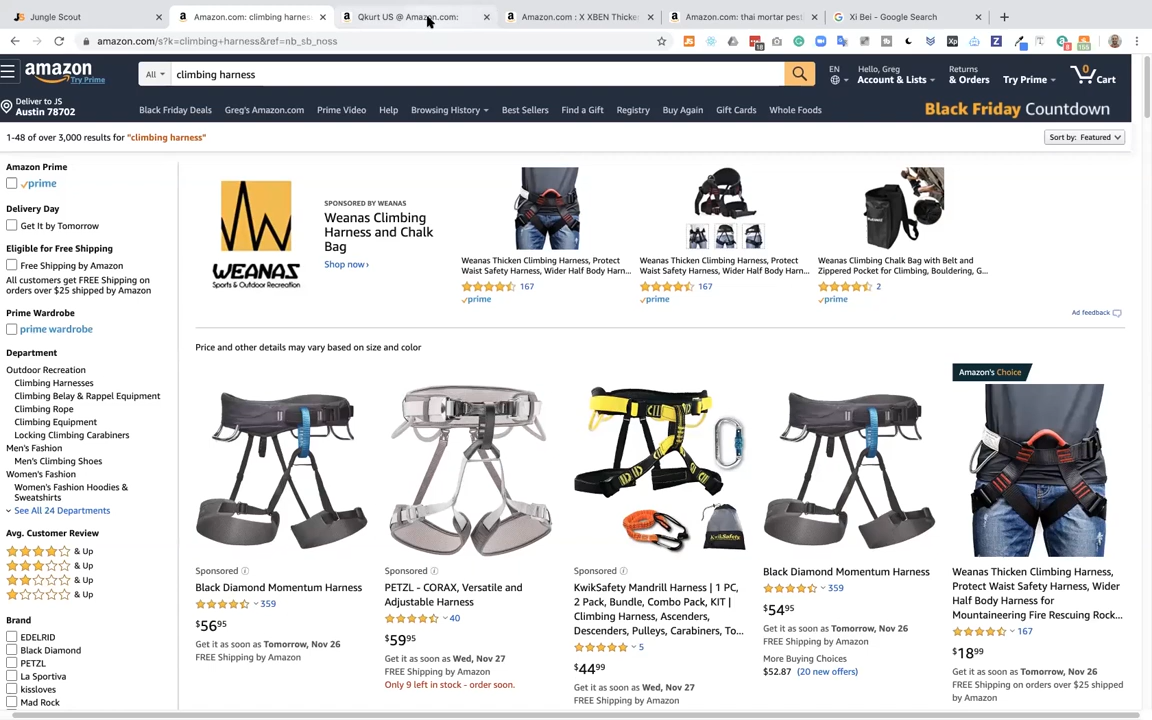 Jungle Scout
Amazon.com: climbing harness
Qkurt US @ Amazon.com:
Amazon.com : X XBEN Thicke
Amazon.com: thai mortar pest
Xi Bei - Google Search
amazon.com/s?k=climbing+harness&ref=nb_sb_noss
amazon
Try Prime
All
climbing harness
EN
Hello, Greg
Account & Lists
Returns
& Orders
Try Prime
0
Cart
Deliver to JS
Austin 78702
Black Friday Deals
Greg's Amazon.com
Prime Video
Help
Browsing History
Best Sellers
Find a Gift
Registry
Buy Again
Gift Cards
Whole Foods
Black Friday Countdown
1-48 of over 3,000 results for "climbing harness"
Sort by: Featured
Amazon Prime
prime
Delivery Day
Get It by Tomorrow
Eligible for Free Shipping
Free Shipping by Amazon
All customers get FREE Shipping on
orders over $25 shipped by Amazon
Prime Wardrobe
prime wardrobe
Department
Outdoor Recreation
Climbing Harnesses
Climbing Belay & Rappel Equipment
Climbing Rope
Climbing Equipment
Locking Climbing Carabiners
Men's Fashion
Men's Climbing Shoes
Women's Fashion
Women's Fashion Hoodies &
Sweatshirts
See All 24 Departments
Avg. Customer Review
& Up
& Up
& Up
& Up
Brand
EDELRID
Black Diamond
PETZL
La Sportiva
kissloves
Mad Rock
WEANAS
Sports & Outdoor Recreation
SPONSORED BY WEANAS
Weanas Climbing
Harness and Chalk
Bag
Shop now›
Weanas Thicken Climbing Harness, Protect
Waist Safety Harness, Wider Half Body Harn...
167
prime
Weanas Thicken Climbing Harness, Protect
Waist Safety Harness, Wider Half Body Harn...
167
prime
Weanas Climbing Chalk Bag with Belt and
Zippered Pocket for Climbing, Bouldering, G...
2
prime
Ad feedback
Price and other details may vary based on size and color
Sponsored
Black Diamond Momentum Harness
359
$5695
Get it as soon as Tomorrow, Nov 26
FREE Shipping by Amazon
Sponsored
PETZL - CORAX, Versatile and
Adjustable Harness
40
$5995
Get it as soon as Wed, Nov 27
FREE Shipping by Amazon
Only 9 left in stock - order soon.
Sponsored
KwikSafety Mandrill Harness | 1 PC,
2 Pack, Bundle, Combo Pack, KIT |
Climbing Harness, Ascenders,
Descenders, Pulleys, Carabiners, To...
5
$4499
Get it as soon as Wed, Nov 27
FREE Shipping by Amazon
Black Diamond Momentum Harness
359
$5495
Get it as soon as Tomorrow, Nov 26
FREE Shipping by Amazon
More Buying Choices
$52.87 (20 new offers)
Amazon's Choice
Weanas Thicken Climbing Harness,
Protect Waist Safety Harness, Wider
Half Body Harness for
Mountaineering Fire Rescuing Rock...
167
$1899
Get it as soon as Tomorrow, Nov 26
FREE Shipping on orders over $25 shipped
by Amazon